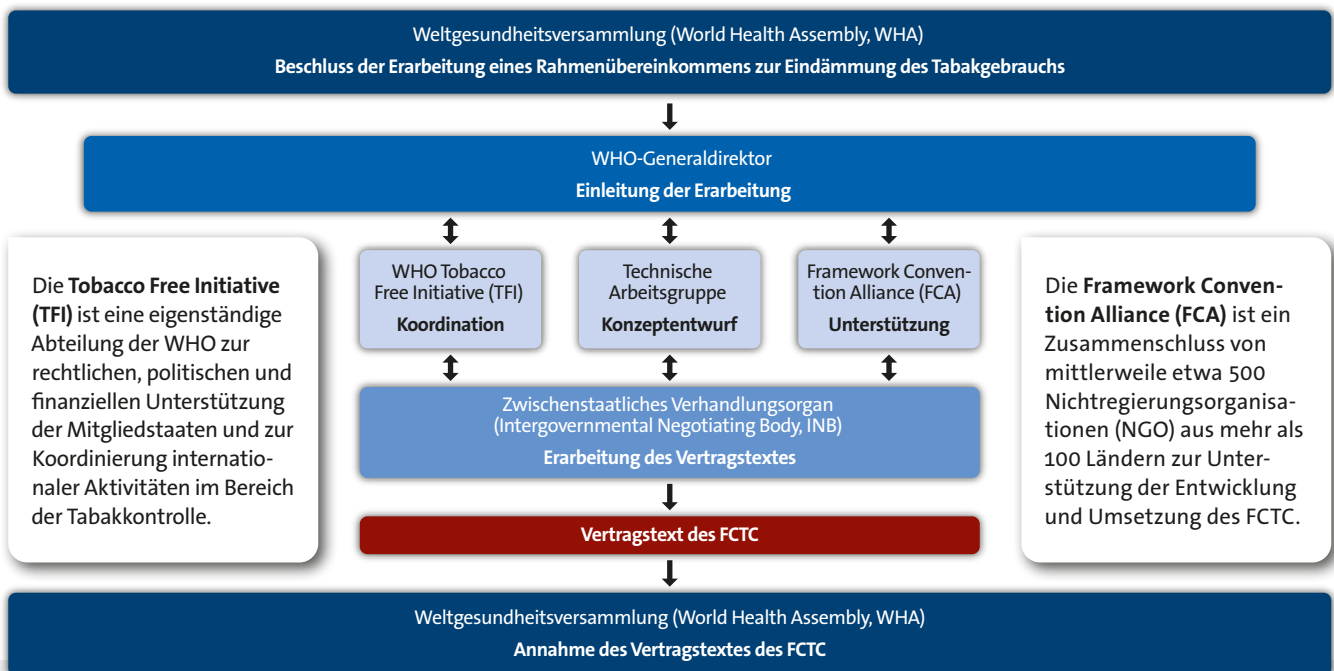 Weltgesundheitsversammlung (World Health Assembly, WHA)
Beschluss der Erarbeitung eines Rahmenübereinkommens zur Eindämmung des Tabakgebrauchs
WHO-Generaldirektor
Einleitung der Erarbeitung
Die Tobacco Free Initiative
(TFI) ist eine eigenständige
Abteilung der WHO zur
rechtlichen, politischen und
finanziellen Unterstützung
der Mitgliedstaaten und zur
Koordinierung internatio-
naler Aktivitäten im Bereich
der Tabakkontrolle.
WHO Tobacco
Free Initiative (TFI)
Koordination
Technische
Arbeitsgruppe
Konzeptentwurf
Framework Conven-
tion Alliance (FCA)
Unterstützung
Die Framework Conven-
tion Alliance (FCA) ist ein
Zusammenschluss von
mittlerweile etwa 500
Nichtregierungsorganisa-
tionen (NGO) aus mehr als
100 Ländern zur Unter-
stützung der Entwicklung
und Umsetzung des FCTC.
Zwischenstaatliches Verhandlungsorgan
(Intergovernmental Negotiating Body, INB)
Erarbeitung des Vertragstextes
Vertragstext des FCTC
Weltgesundheitsversammlung (World Health Assembly, WHA)
Annahme des Vertragstextes des FCTC